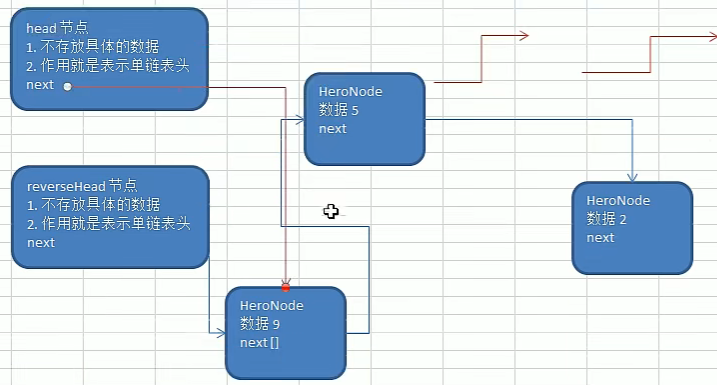 head 节点
1. 不存放具体的数据
2. 作用就是表示单链表头
next
HeroNode
数据 5
next
reverseHead 节点
1. 不存放具体的数据
2. 作用就是表示单链表头
next
HeroNode
数据 2
next
HeroNode
数据 9
next []